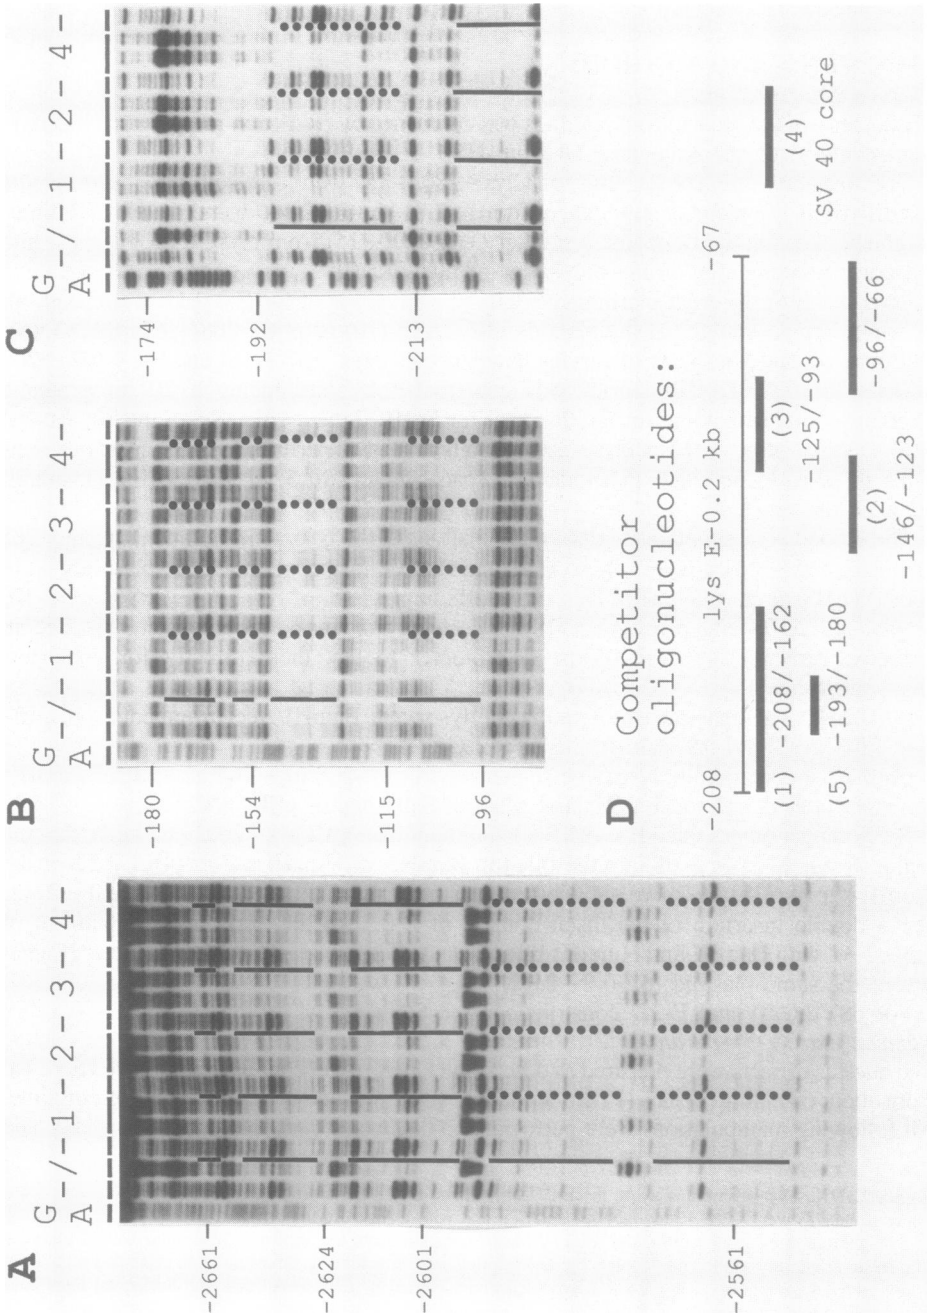 A
G
A
- / - 1 - 2 - 3 - 4 -
-2661
-2624
-2601
-2561
B
G
A
- / - 1 - 2 - 3 - 4 -
-180
-154
-115
-96
C
G
A
/ - 1 - 2 - 4
-174
-192
-213
D
Competitor
oligonucleotides:
-208 lys E-0.2 kb -67
(1) -208/-162
(3)
-125/-93
(4)
SV 40 core
(5) -193/-180
(2)
-146/-123
-96/-66